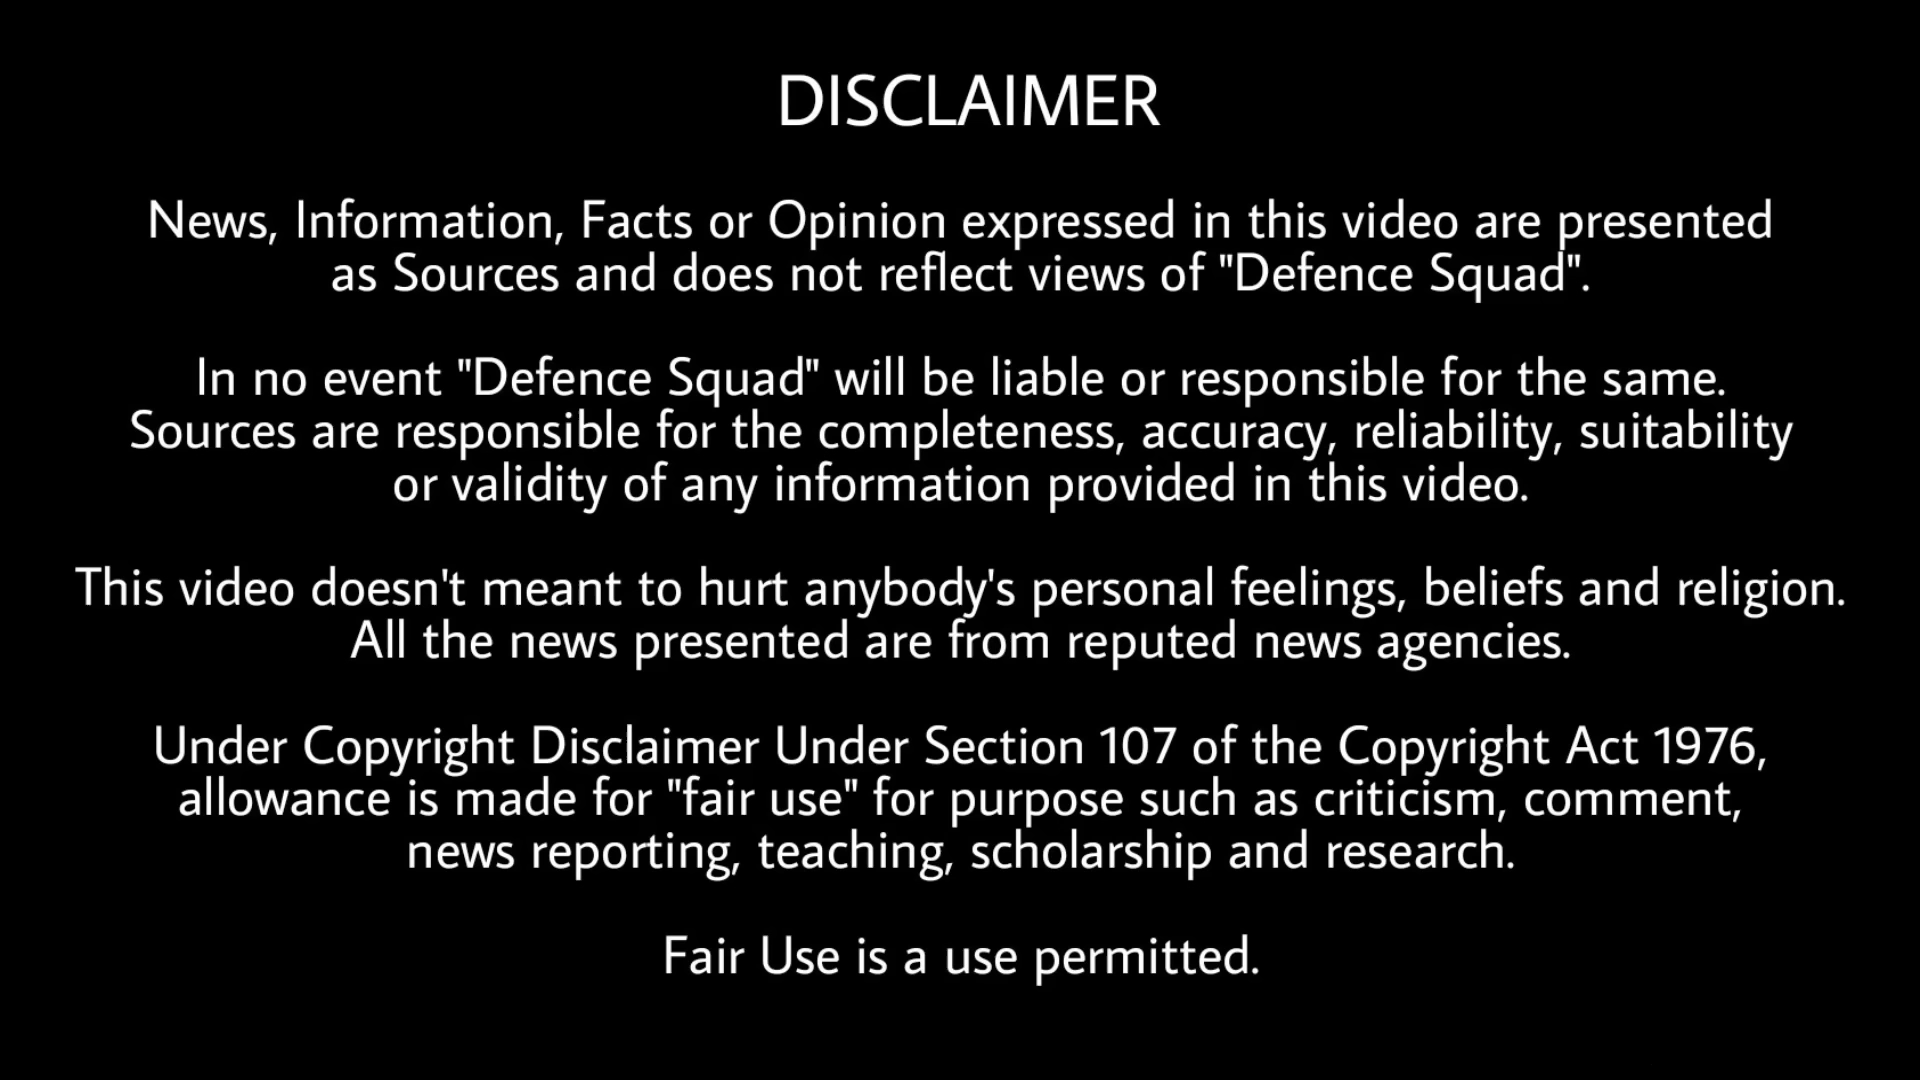 DISCLAIMER
News, Information, Facts or Opinion expressed in this video are presented
as Sources and does not reflect views of "Defence Squad".
In no event "Defence Squad" will be liable or responsible for the same.
Sources are responsible for the completeness, accuracy, reliability, suitability
or validity of any information provided in this video.
This video doesn't meant to hurt anybody's personal feelings, beliefs and religion.
All the news presented are from reputed news agencies.
Under Copyright Disclaimer Under Section 107 of the Copyright Act 1976,
allowance is made for "fair use" for purpose such as criticism, comment,
news reporting, teaching, scholarship and research.
Fair Use is a use permitted.